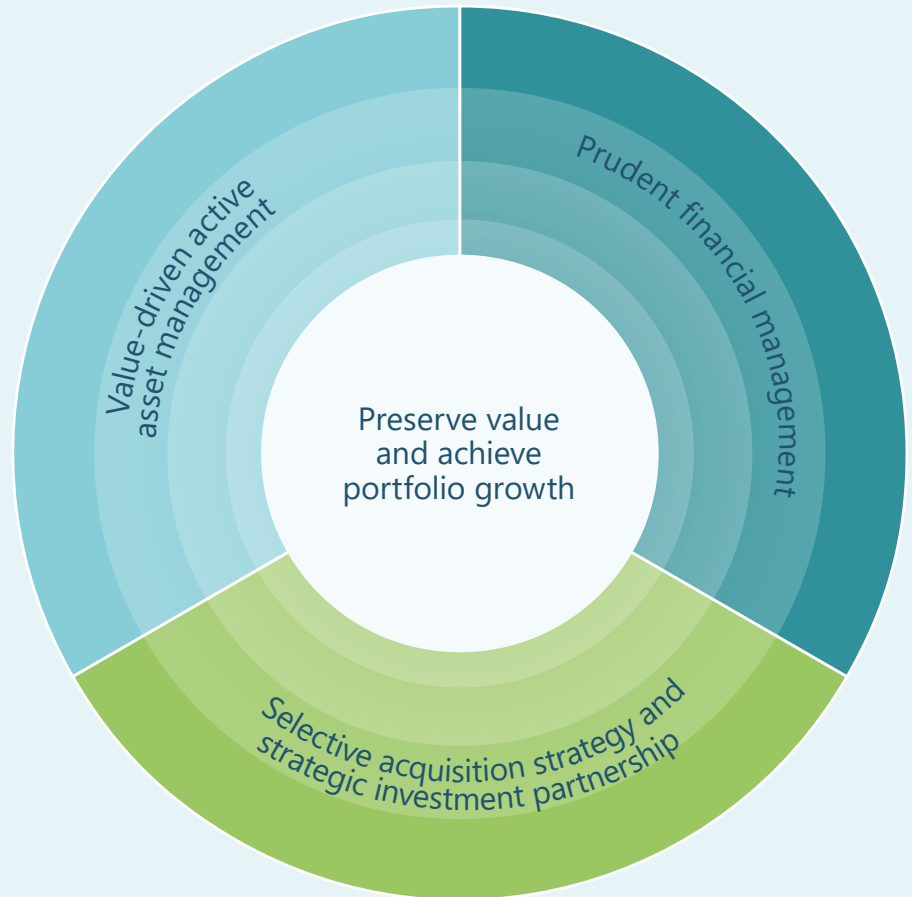 Value-driven active
asset management
Prudent financial management
Preserve value
and achieve
portfolio growth
Selective acquisition strategy and
strategic investment partnership